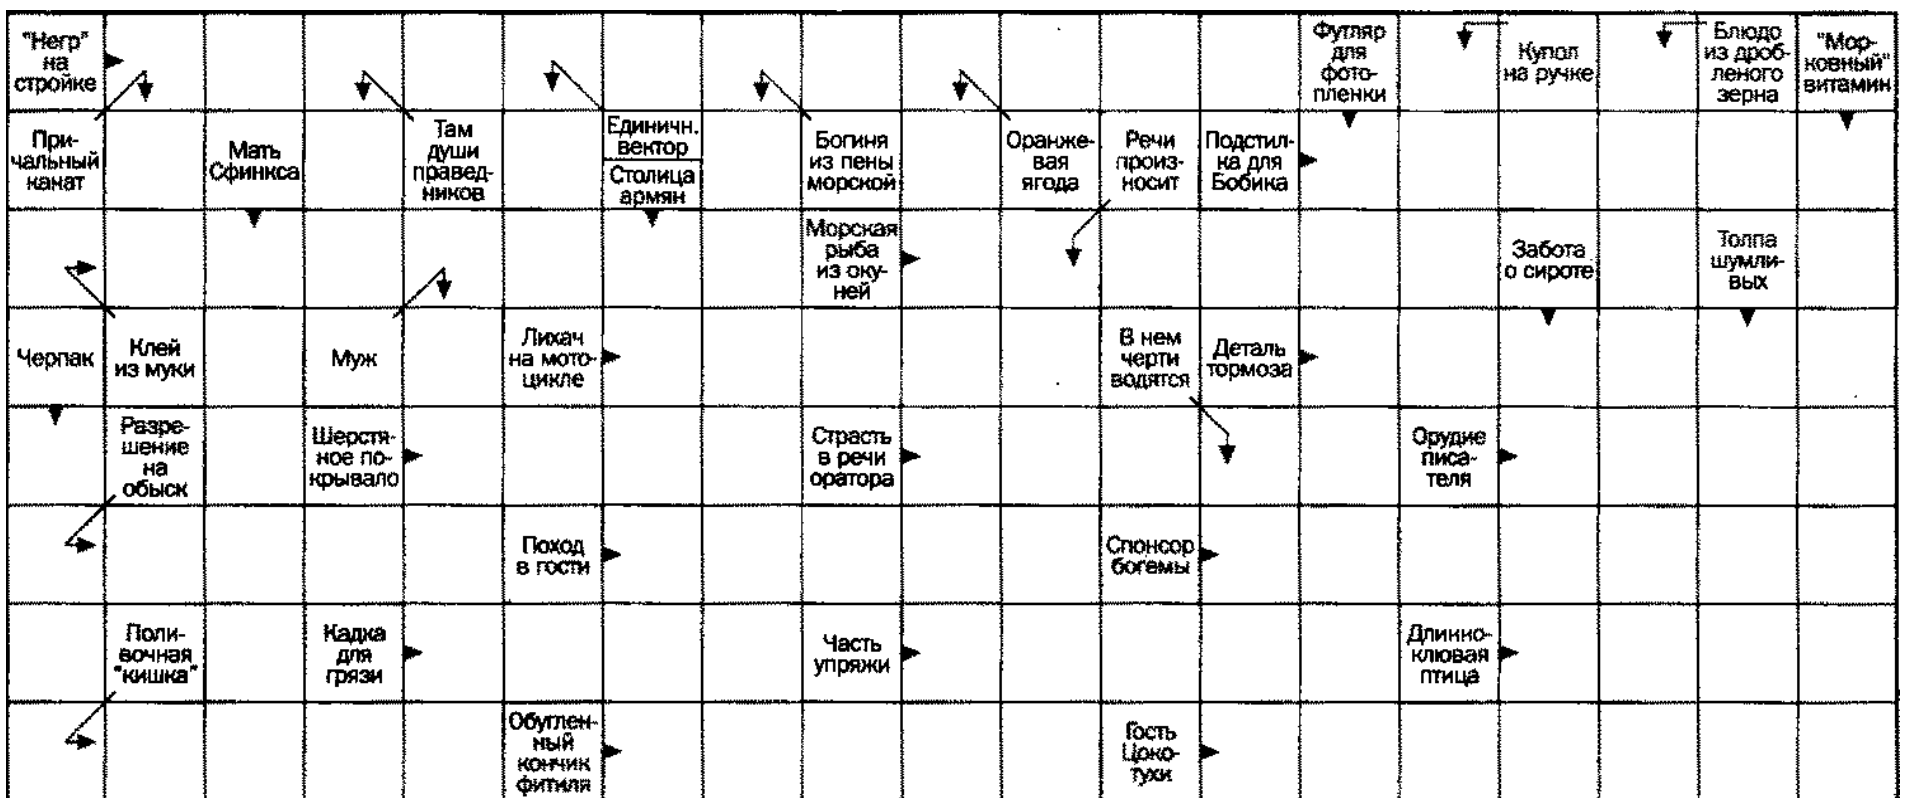 "Негр"
на
стройке
Футляр
для
фото-
пленки
Купол
на ручке
Блюдо
из дроб-
леного
зерна
"Мор-
ковный"
витамин
При-
чальный
канат
Мать
Сфинкса
Там
души
правед-
ников
Единичн.
вектор
Столица
армян
Богиня
из пены
морской
Оранже-
вая
ягода
Речи
произ-
носит
Подстил-
ка для
Бобика
Морская
рыба
из оку-
ней
Забота
о сироте
Толпа
шумли-
вых
Черпак
Клей
из муки
Муж
Лихач
на мото-
цикле
В нем
черти
водятся
Деталь
тормоза
Разре-
шение
на
обыск
Шерстя-
ное по-
крывало
Страсть
в речи
оратора
Орудие
писа-
теля
Поход
в гости
Спонсор
богемы
Поли-
вочная
"кишка"
Кадка
для
грязи
Часть
упряжи
Длинно-
клювая
птица
Обуглен-
ный
кончик
фитиля
Гость
Цоко-
тухи